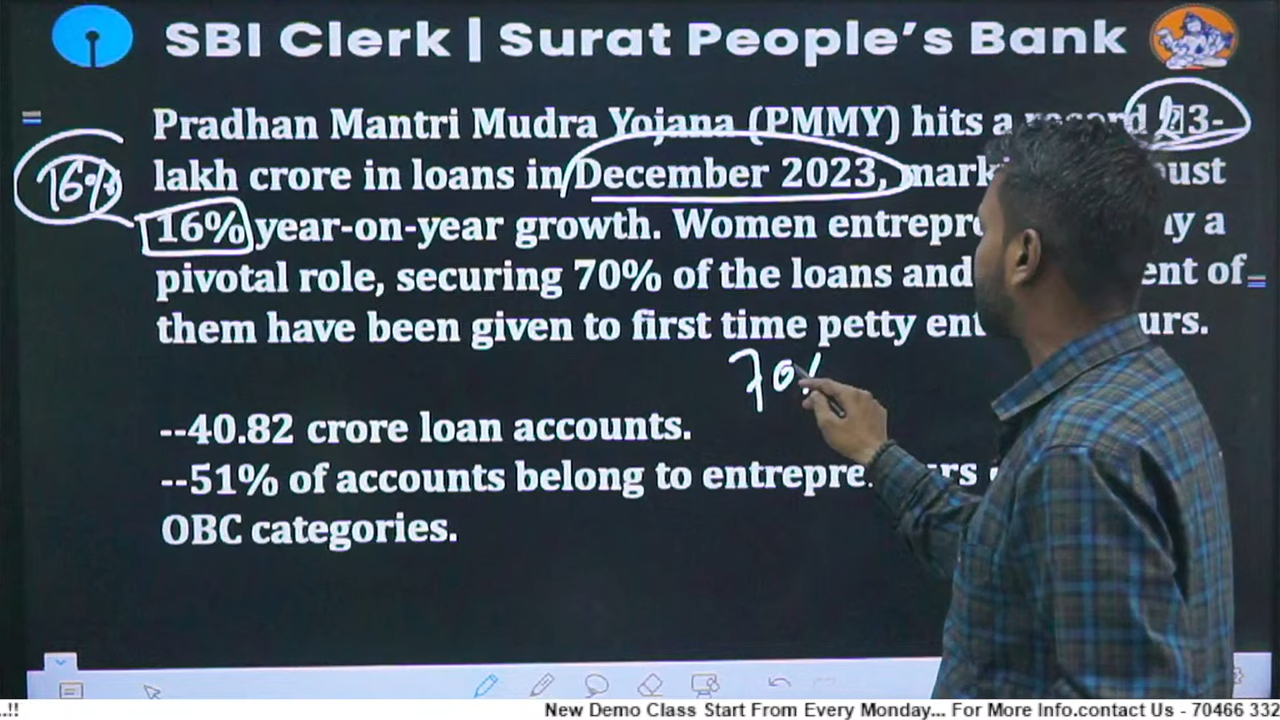 SBI Clerk | Surat People's Bank
Pradhan Mantri Mudra Yojana (PMMY) hits a record 3-
16%
lakh crore in loans in December 2023,
16% year-on-year growth. Women a
pivotal role, securing 70% of the loans and of
them have been given to first time petty
70%
--40.82 crore loan accounts.
--51% of accounts belong to
OBC categories.
..!!
New Demo Class Start From Every Monday... For More Info.contact Us - 70466 332